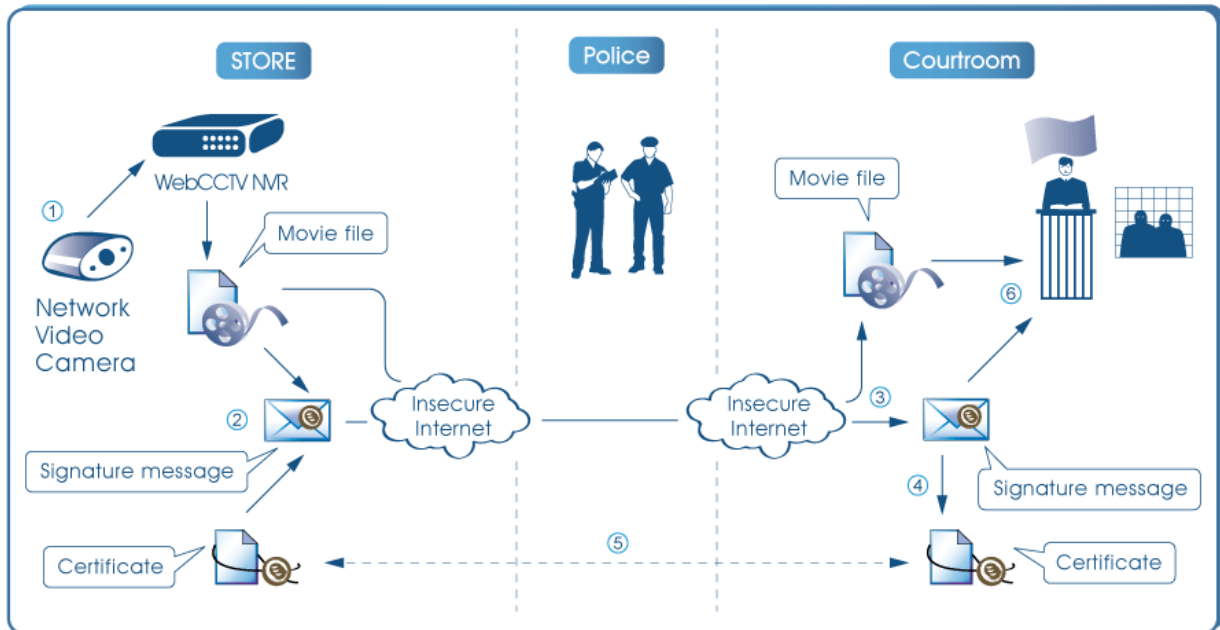 STORE
Police
Courtroom
WebCCTV NVR
①
Movie file
Network
Video
Camera
②
Signature message
Certificate
Insecure
Internet
⑤
Insecure
Internet
Movie file
③
⑥
Signature message
④
Certificate